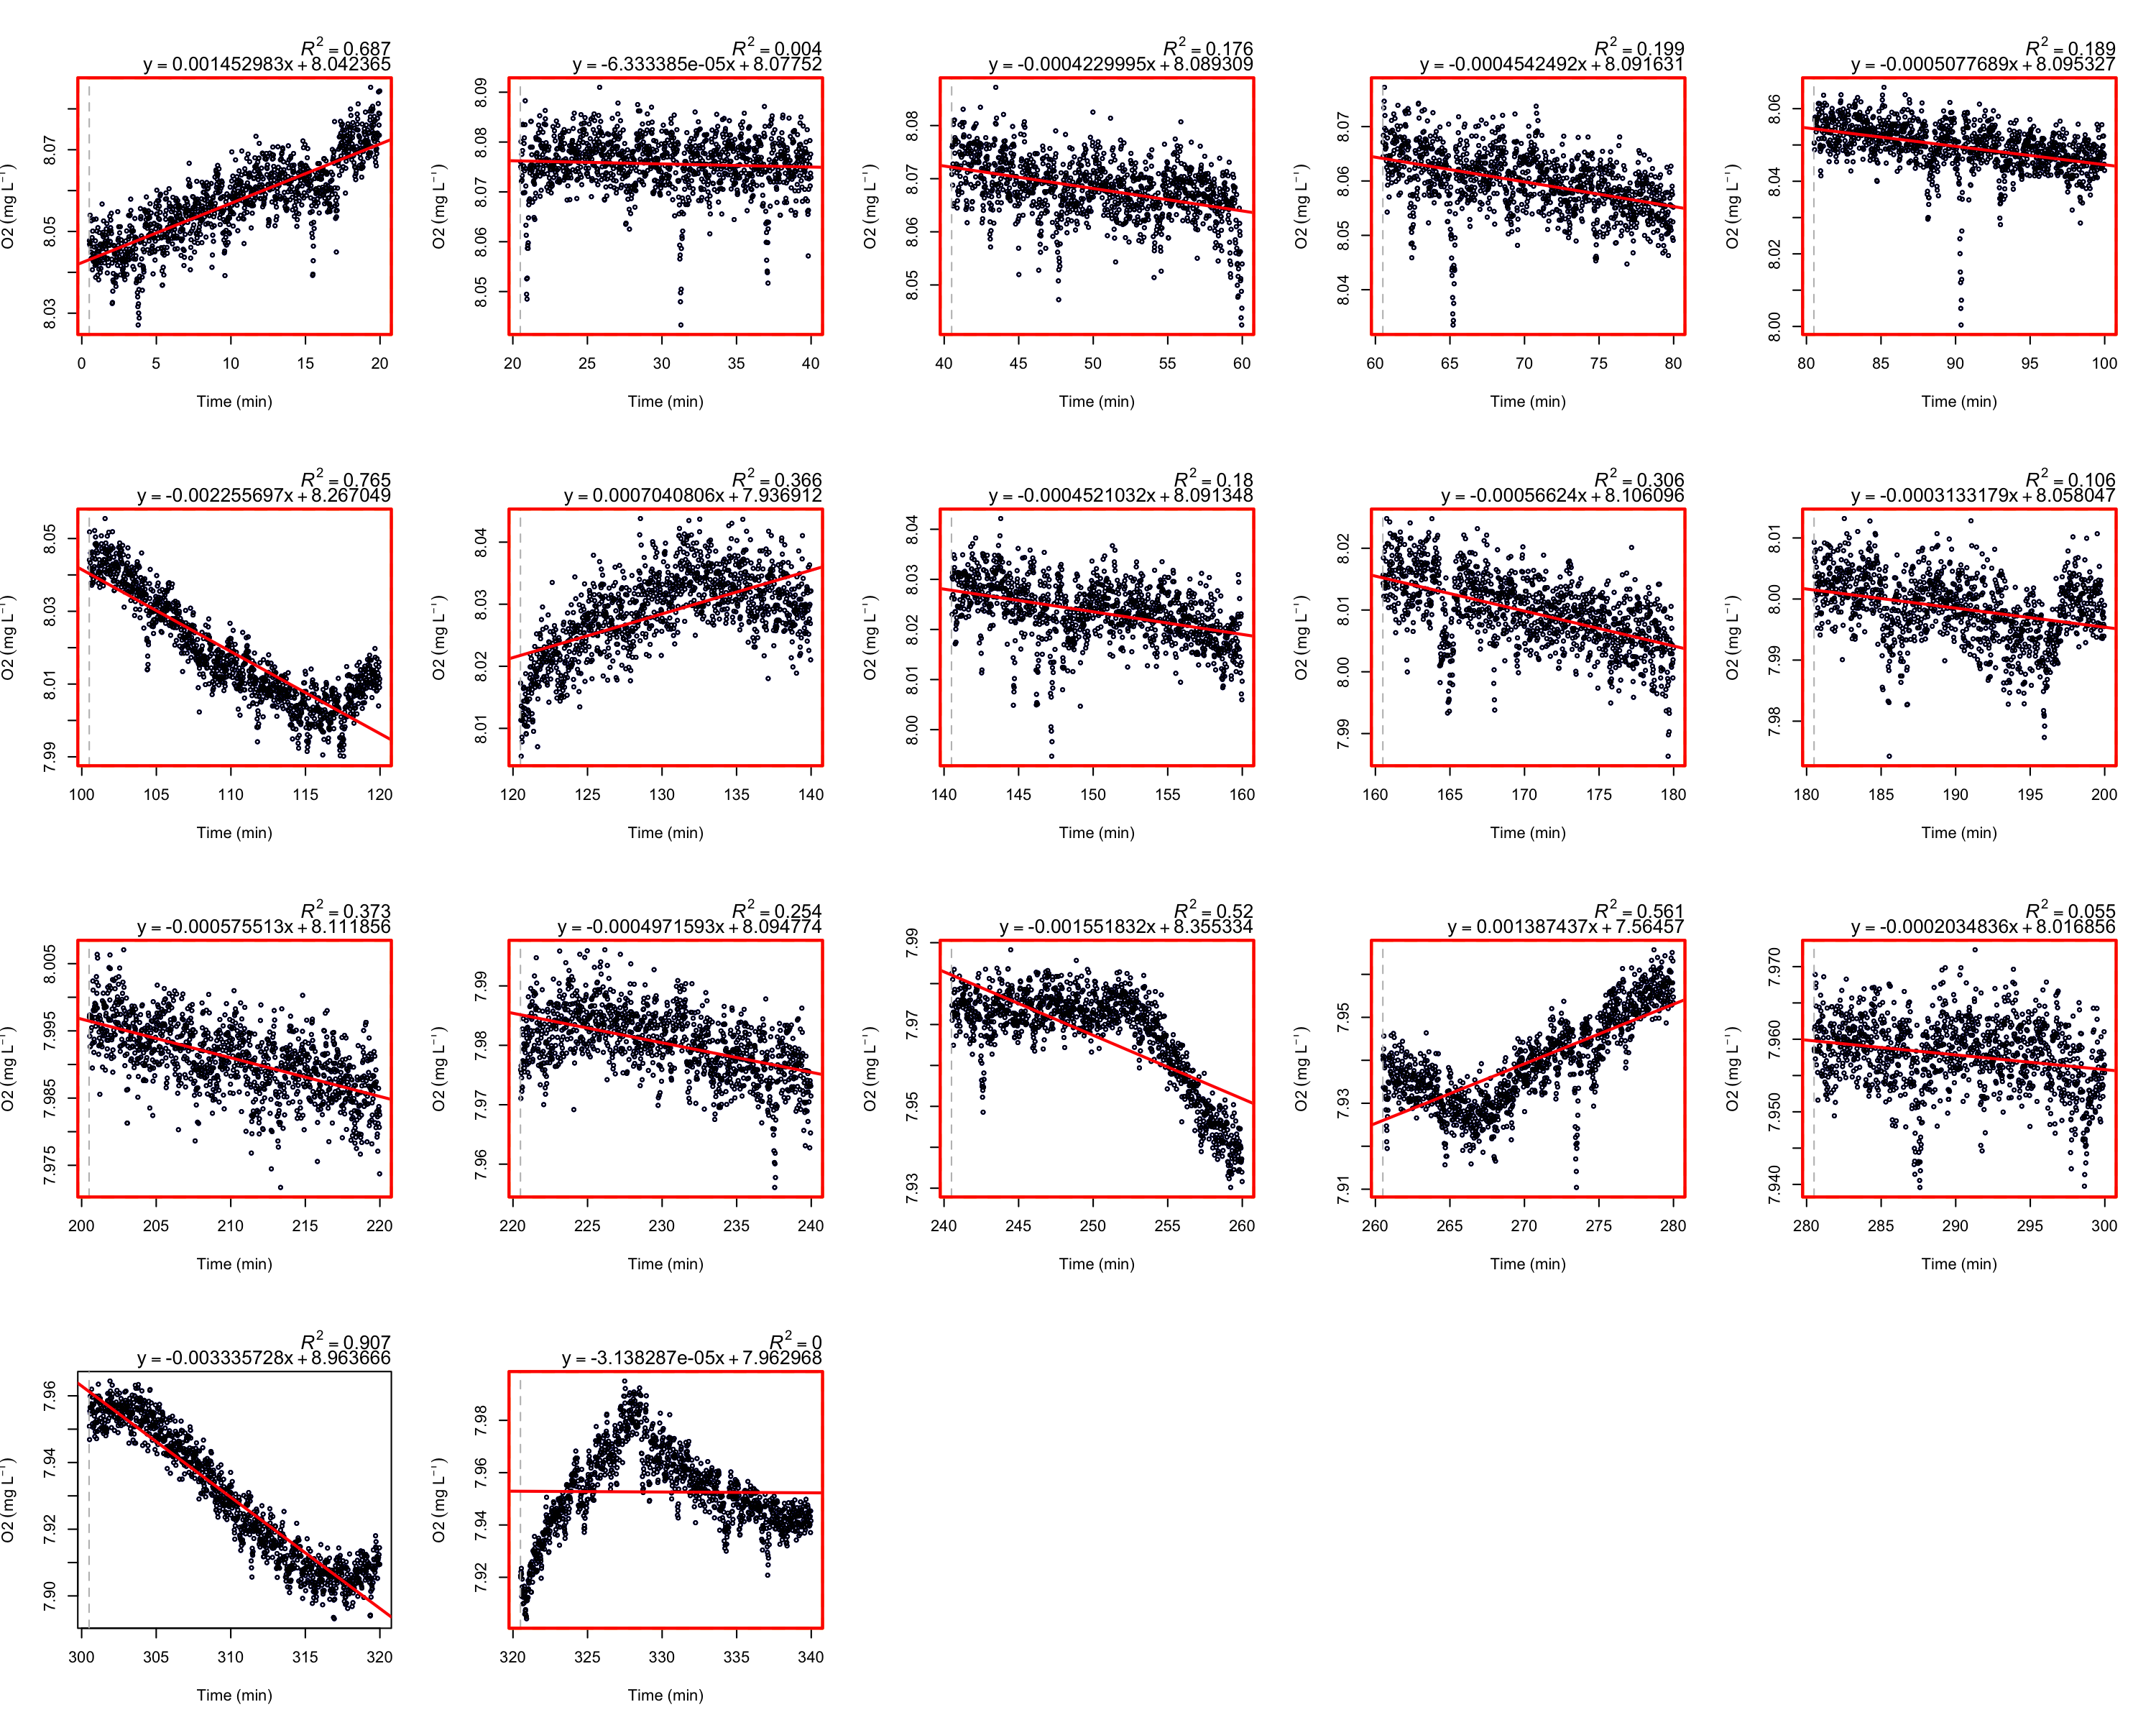 R² = 0.687
y = 0.001452983x + 8.042365
O2 (mg L⁻¹)
8.03 8.05 8.07
0 5 10 15 20
Time (min)
R² = 0.004
y = -6.333385e-05x + 8.07752
O2 (mg L⁻¹)
8.05 8.06 8.07 8.08 8.09
20 25 30 35 40
Time (min)
R² = 0.176
y = -0.0004229995x + 8.089309
O2 (mg L⁻¹)
8.05 8.06 8.07 8.08
40 45 50 55 60
Time (min)
R² = 0.199
y = -0.0004542492x + 8.091631
O2 (mg L⁻¹)
8.04 8.05 8.06 8.07
60 65 70 75 80
Time (min)
R² = 0.189
y = -0.0005077689x + 8.095327
O2 (mg L⁻¹)
8.00 8.02 8.04 8.06
80 85 90 95 100
Time (min)
R² = 0.765
y = -0.002255697x + 8.267049
O2 (mg L⁻¹)
7.99 8.01 8.03 8.05
100 105 110 115 120
Time (min)
R² = 0.366
y = 0.0007040806x + 7.936912
O2 (mg L⁻¹)
8.01 8.02 8.03 8.04
120 125 130 135 140
Time (min)
R² = 0.18
y = -0.0004521032x + 8.091348
O2 (mg L⁻¹)
8.00 8.01 8.02 8.03 8.04
140 145 150 155 160
Time (min)
R² = 0.306
y = -0.00056624x + 8.106096
O2 (mg L⁻¹)
7.99 8.00 8.01 8.02
160 165 170 175 180
Time (min)
R² = 0.106
y = -0.0003133179x + 8.058047
O2 (mg L⁻¹)
7.98 7.99 8.00 8.01
180 185 190 195 200
Time (min)
R² = 0.373
y = -0.000575513x + 8.111856
O2 (mg L⁻¹)
7.975 7.985 7.995 8.005
200 205 210 215 220
Time (min)
R² = 0.254
y = -0.0004971593x + 8.094774
O2 (mg L⁻¹)
7.96 7.97 7.98 7.99
220 225 230 235 240
Time (min)
R² = 0.52
y = -0.001551832x + 8.355334
O2 (mg L⁻¹)
7.93 7.95 7.97 7.99
240 245 250 255 260
Time (min)
R² = 0.561
y = 0.001387437x + 7.56457
O2 (mg L⁻¹)
7.91 7.93 7.95
260 265 270 275 280
Time (min)
R² = 0.055
y = -0.0002034836x + 8.016856
O2 (mg L⁻¹)
7.940 7.950 7.960 7.970
280 285 290 295 300
Time (min)
R² = 0.907
y = -0.003335728x + 8.963666
O2 (mg L⁻¹)
7.90 7.92 7.94 7.96
300 305 310 315 320
Time (min)
R² = 0
y = -3.138287e-05x + 7.962968
O2 (mg L⁻¹)
7.92 7.94 7.96 7.98
320 325 330 335 340
Time (min)